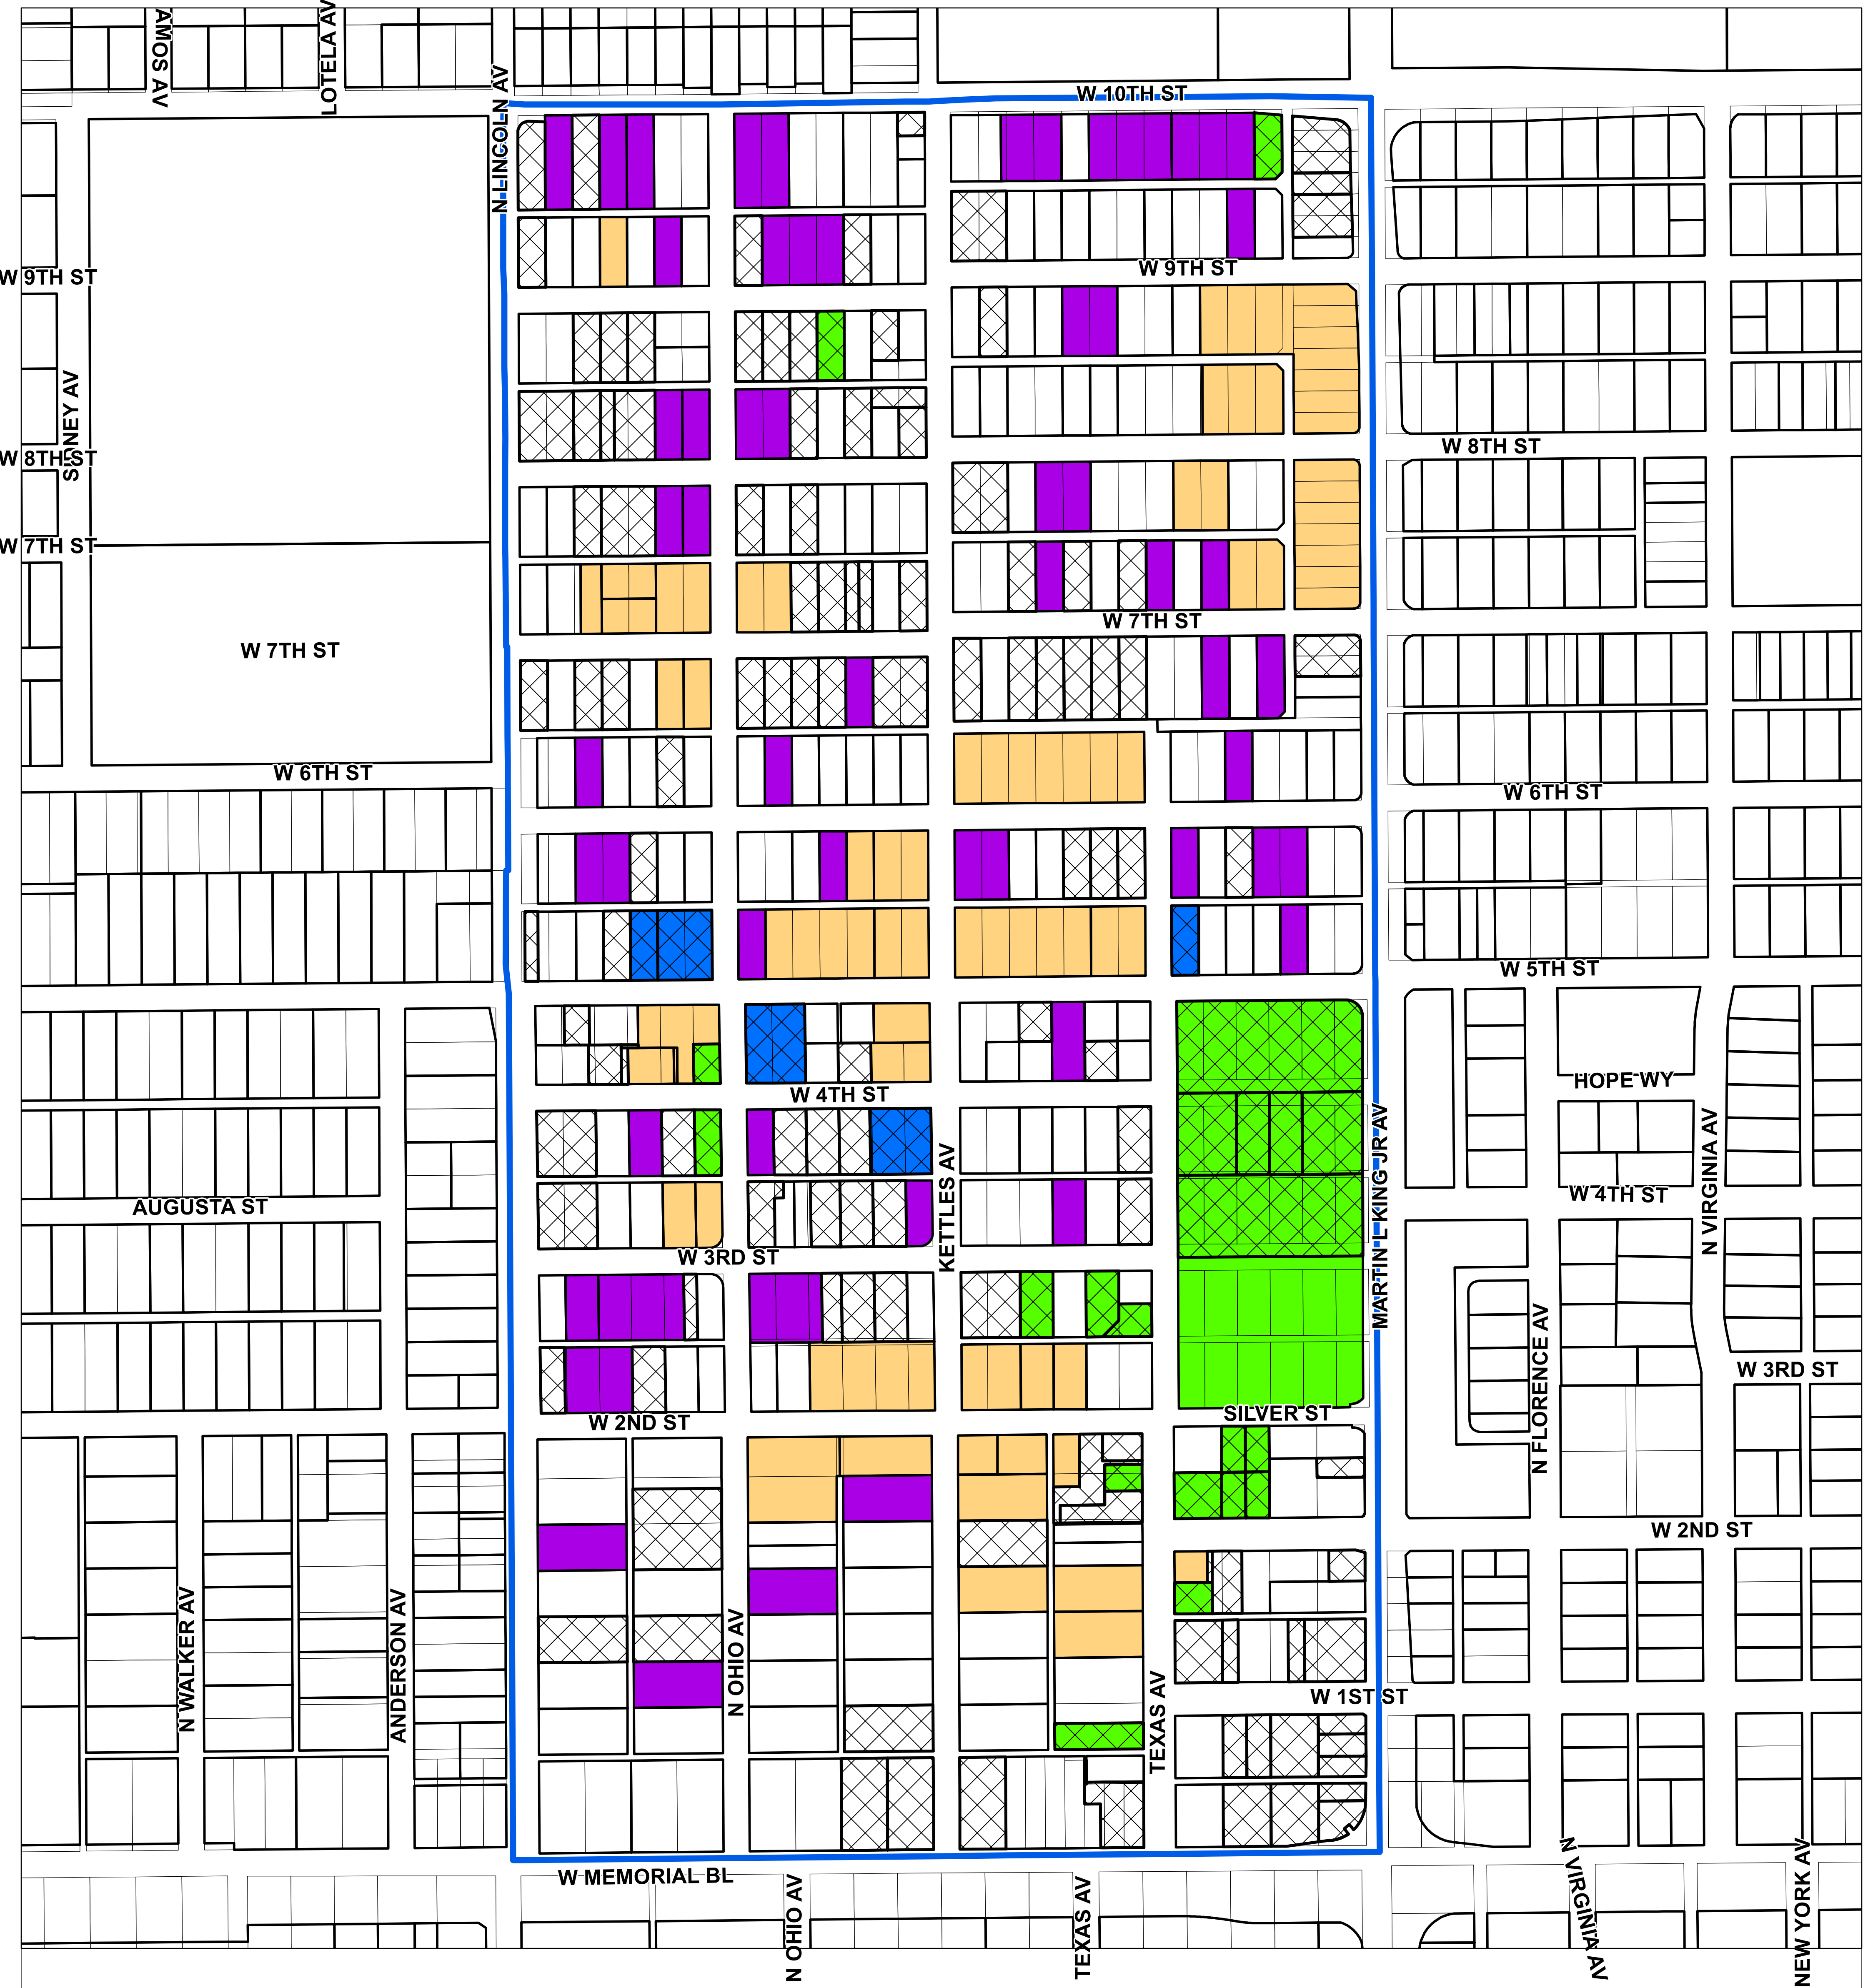 AMOS AV
LOTELA AV
N LINCOLN AV
W 10TH ST
W 9TH ST
W 9TH ST
SIDNEY AV
W 8TH ST
W 8TH ST
W 7TH ST
W 7TH ST
W 7TH ST
W 6TH ST
W 6TH ST
W 5TH ST
HOPE WY
W 4TH ST
MARTIN L KING JR AV
N VIRGINIA AV
KETTLES AV
W 4TH ST
AUGUSTA ST
W 3RD ST
N FLORENCE AV
W 3RD ST
SILVER ST
W 2ND ST
W 2ND ST
N WALKER AV
ANDERSON AV
N OHIO AV
TEXAS AV
W 1ST ST
W MEMORIAL BL
N OHIO AV
TEXAS AV
N VIRGINIA AV
NEW YORK AV